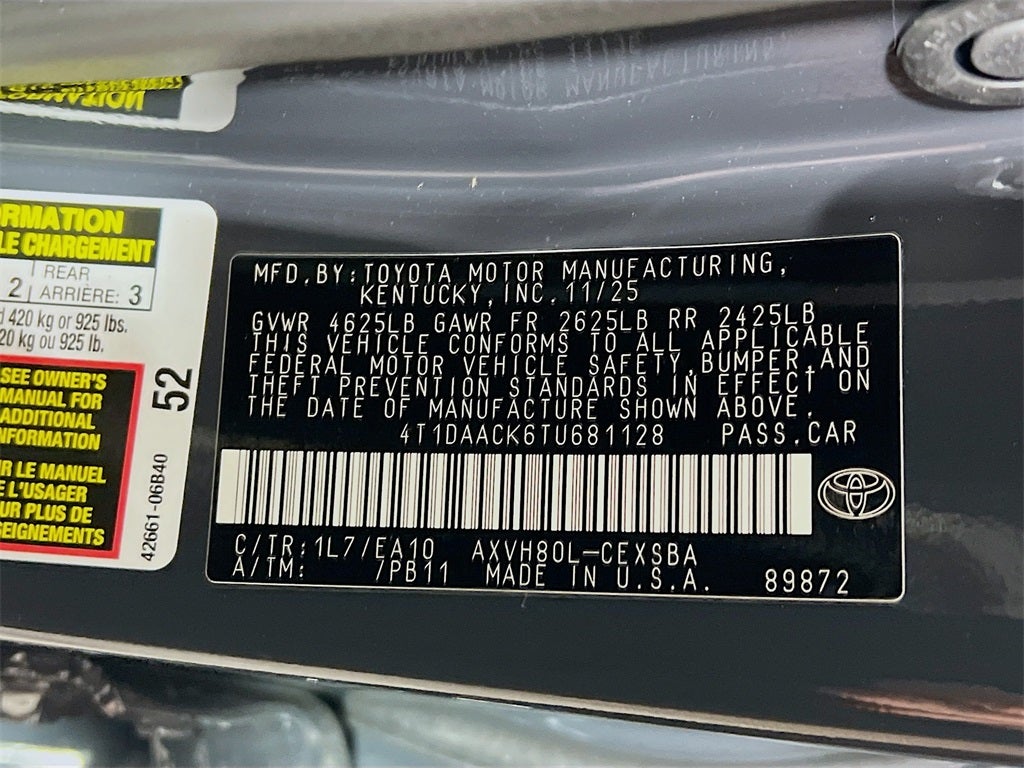 MFD.BY:TOYOTA MOTOR MANUFACTURING,
KENTUCKY,INC.11/25
GVWR 4625LB GAWR FR 2625LB RR 2425LB
THIS VEHICLE CONFORMS TO ALL APPLICABLE
FEDERAL MOTOR VEHICLE SAFETY,BUMPER,AND
THEFT PREVENTION STANDARDS IN EFFECT ON
THE DATE OF MANUFACTURE SHOWN ABOVE.
4T1DAACK6TU681128 PASS.CAR
C/TR:1L7/EA10 AXVH80L-CEXSBA
A/TM: 7PB11 MADE IN U.S.A. 89872
ORMATION
LE CHARGEMENT
2 REAR
ARRIÈRE: 3
420 kg or 925 lbs.
20 kg ou 925 lb.
SEE OWNER'S
MANUAL FOR
ADDITIONAL
INFORMATION
R LE MANUEL
L'USAGER
UR PLUS DE
SEIGNEMENTS
52
42661-06B40